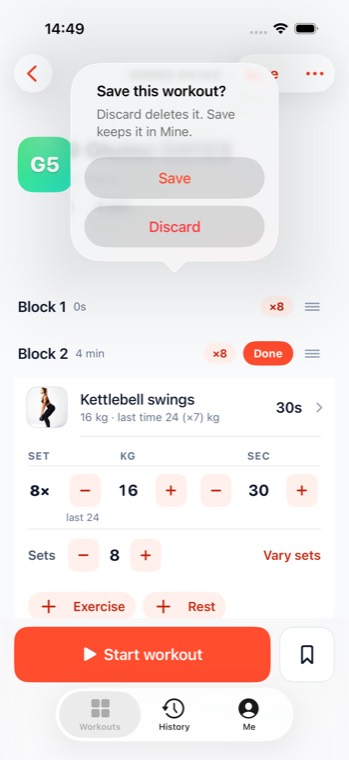 14:49
Save this workout?
Discard deletes it. Save
keeps it in Mine.
Save
Discard
G5
Block 1 0s ×8
Block 2 4 min ×8 Done
Kettlebell swings
16 kg · last time 24 (×7) kg
30s
SET KG SEC
8× − 16 + − 30 +
last 24
Sets − 8 + Vary sets
+ Exercise + Rest
Start workout
Workouts History Me